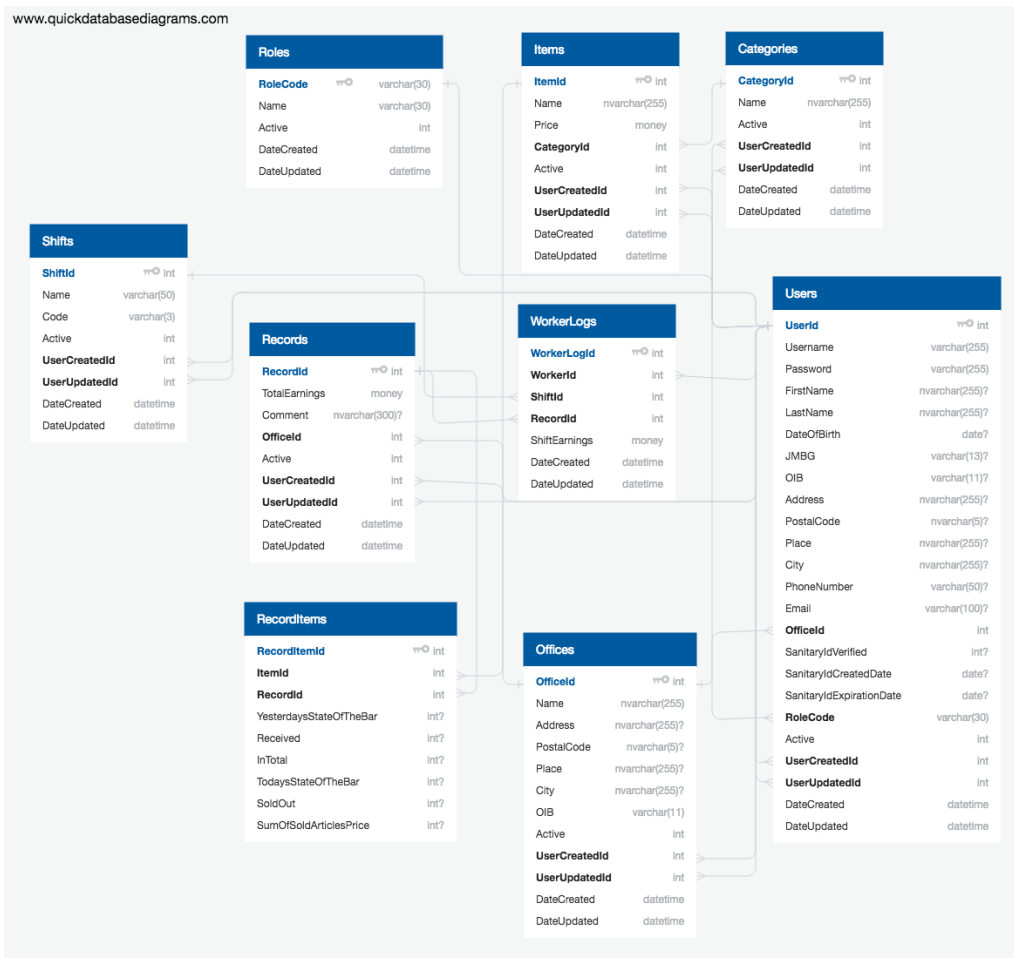 www.quickdatabasediagrams.com
Roles
RoleCode varchar(30)
Name varchar(30)
Active int
DateCreated datetime
DateUpdated datetime
Items
ItemId int
Name nvarchar(255)
Price money
CategoryId int
Active int
UserCreatedId int
UserUpdatedId int
DateCreated datetime
DateUpdated datetime
Categories
CategoryId int
Name nvarchar(255)
Active int
UserCreatedId int
UserUpdatedId int
DateCreated datetime
DateUpdated datetime
Shifts
ShiftId int
Name varchar(50)
Code varchar(3)
Active int
UserCreatedId int
UserUpdatedId int
DateCreated datetime
DateUpdated datetime
Records
RecordId int
TotalEarnings money
Comment nvarchar(300)?
OfficeId int
Active int
UserCreatedId int
UserUpdatedId int
DateCreated datetime
DateUpdated datetime
WorkerLogs
WorkerLogId int
WorkerId int
ShiftId int
RecordId int
ShiftEarnings money
DateCreated datetime
DateUpdated datetime
Users
UserId int
Username varchar(255)
Password varchar(255)
FirstName nvarchar(255)?
LastName nvarchar(255)?
DateOfBirth date?
JMBG varchar(13)?
OIB varchar(11)?
Address nvarchar(255)?
PostalCode nvarchar(5)?
Place nvarchar(255)?
City nvarchar(255)?
PhoneNumber varchar(50)?
Email varchar(100)?
OfficeId int
SanitaryIdVerified int?
SanitaryIdCreatedDate date?
SanitaryIdExpirationDate date?
RoleCode varchar(30)
Active int
UserCreatedId int
UserUpdatedId int
DateCreated datetime
DateUpdated datetime
RecordItems
RecordItemId int
ItemId int
RecordId int
YesterdaysStateOfTheBar int?
Received int?
InTotal int?
TodaysStateOfTheBar int?
SoldOut int?
SumOfSoldArticlesPrice int?
Offices
OfficeId int
Name nvarchar(255)
Address nvarchar(255)?
PostalCode nvarchar(5)?
Place nvarchar(255)?
City nvarchar(255)?
OIB varchar(11)
Active int
UserCreatedId int
UserUpdatedId int
DateCreated datetime
DateUpdated datetime